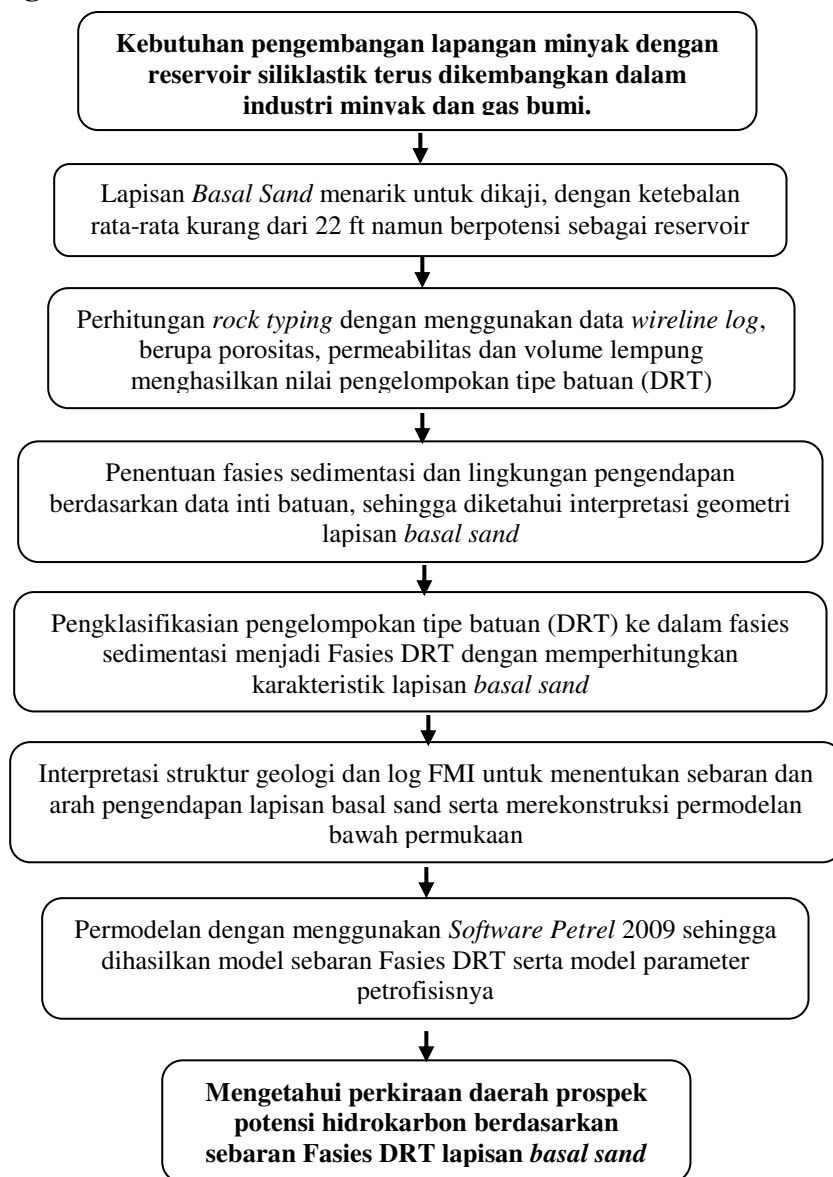 Kebutuhan pengembangan lapangan minyak dengan
reservoir siliklastik terus dikembangkan dalam
industri minyak dan gas bumi.
Lapisan Basal Sand menarik untuk dikaji, dengan ketebalan
rata-rata kurang dari 22 ft namun berpotensi sebagai reservoir
Perhitungan rock typing dengan menggunakan data wireline log,
berupa porositas, permeabilitas dan volume lempung
menghasilkan nilai pengelompokan tipe batuan (DRT)
Penentuan fasies sedimentasi dan lingkungan pengendapan
berdasarkan data inti batuan, sehingga diketahui interpretasi geometri
lapisan basal sand
Pengklasifikasian pengelompokan tipe batuan (DRT) ke dalam fasies
sedimentasi menjadi Fasies DRT dengan memperhitungkan
karakteristik lapisan basal sand
Interpretasi struktur geologi dan log FMI untuk menentukan sebaran dan
arah pengendapan lapisan basal sand serta merekonstruksi permodelan
bawah permukaan
Permodelan dengan menggunakan Software Petrel 2009 sehingga
dihasilkan model sebaran Fasies DRT serta model parameter
petrofisisnya
Mengetahui perkiraan daerah prospek
potensi hidrokarbon berdasarkan
sebaran Fasies DRT lapisan basal sand